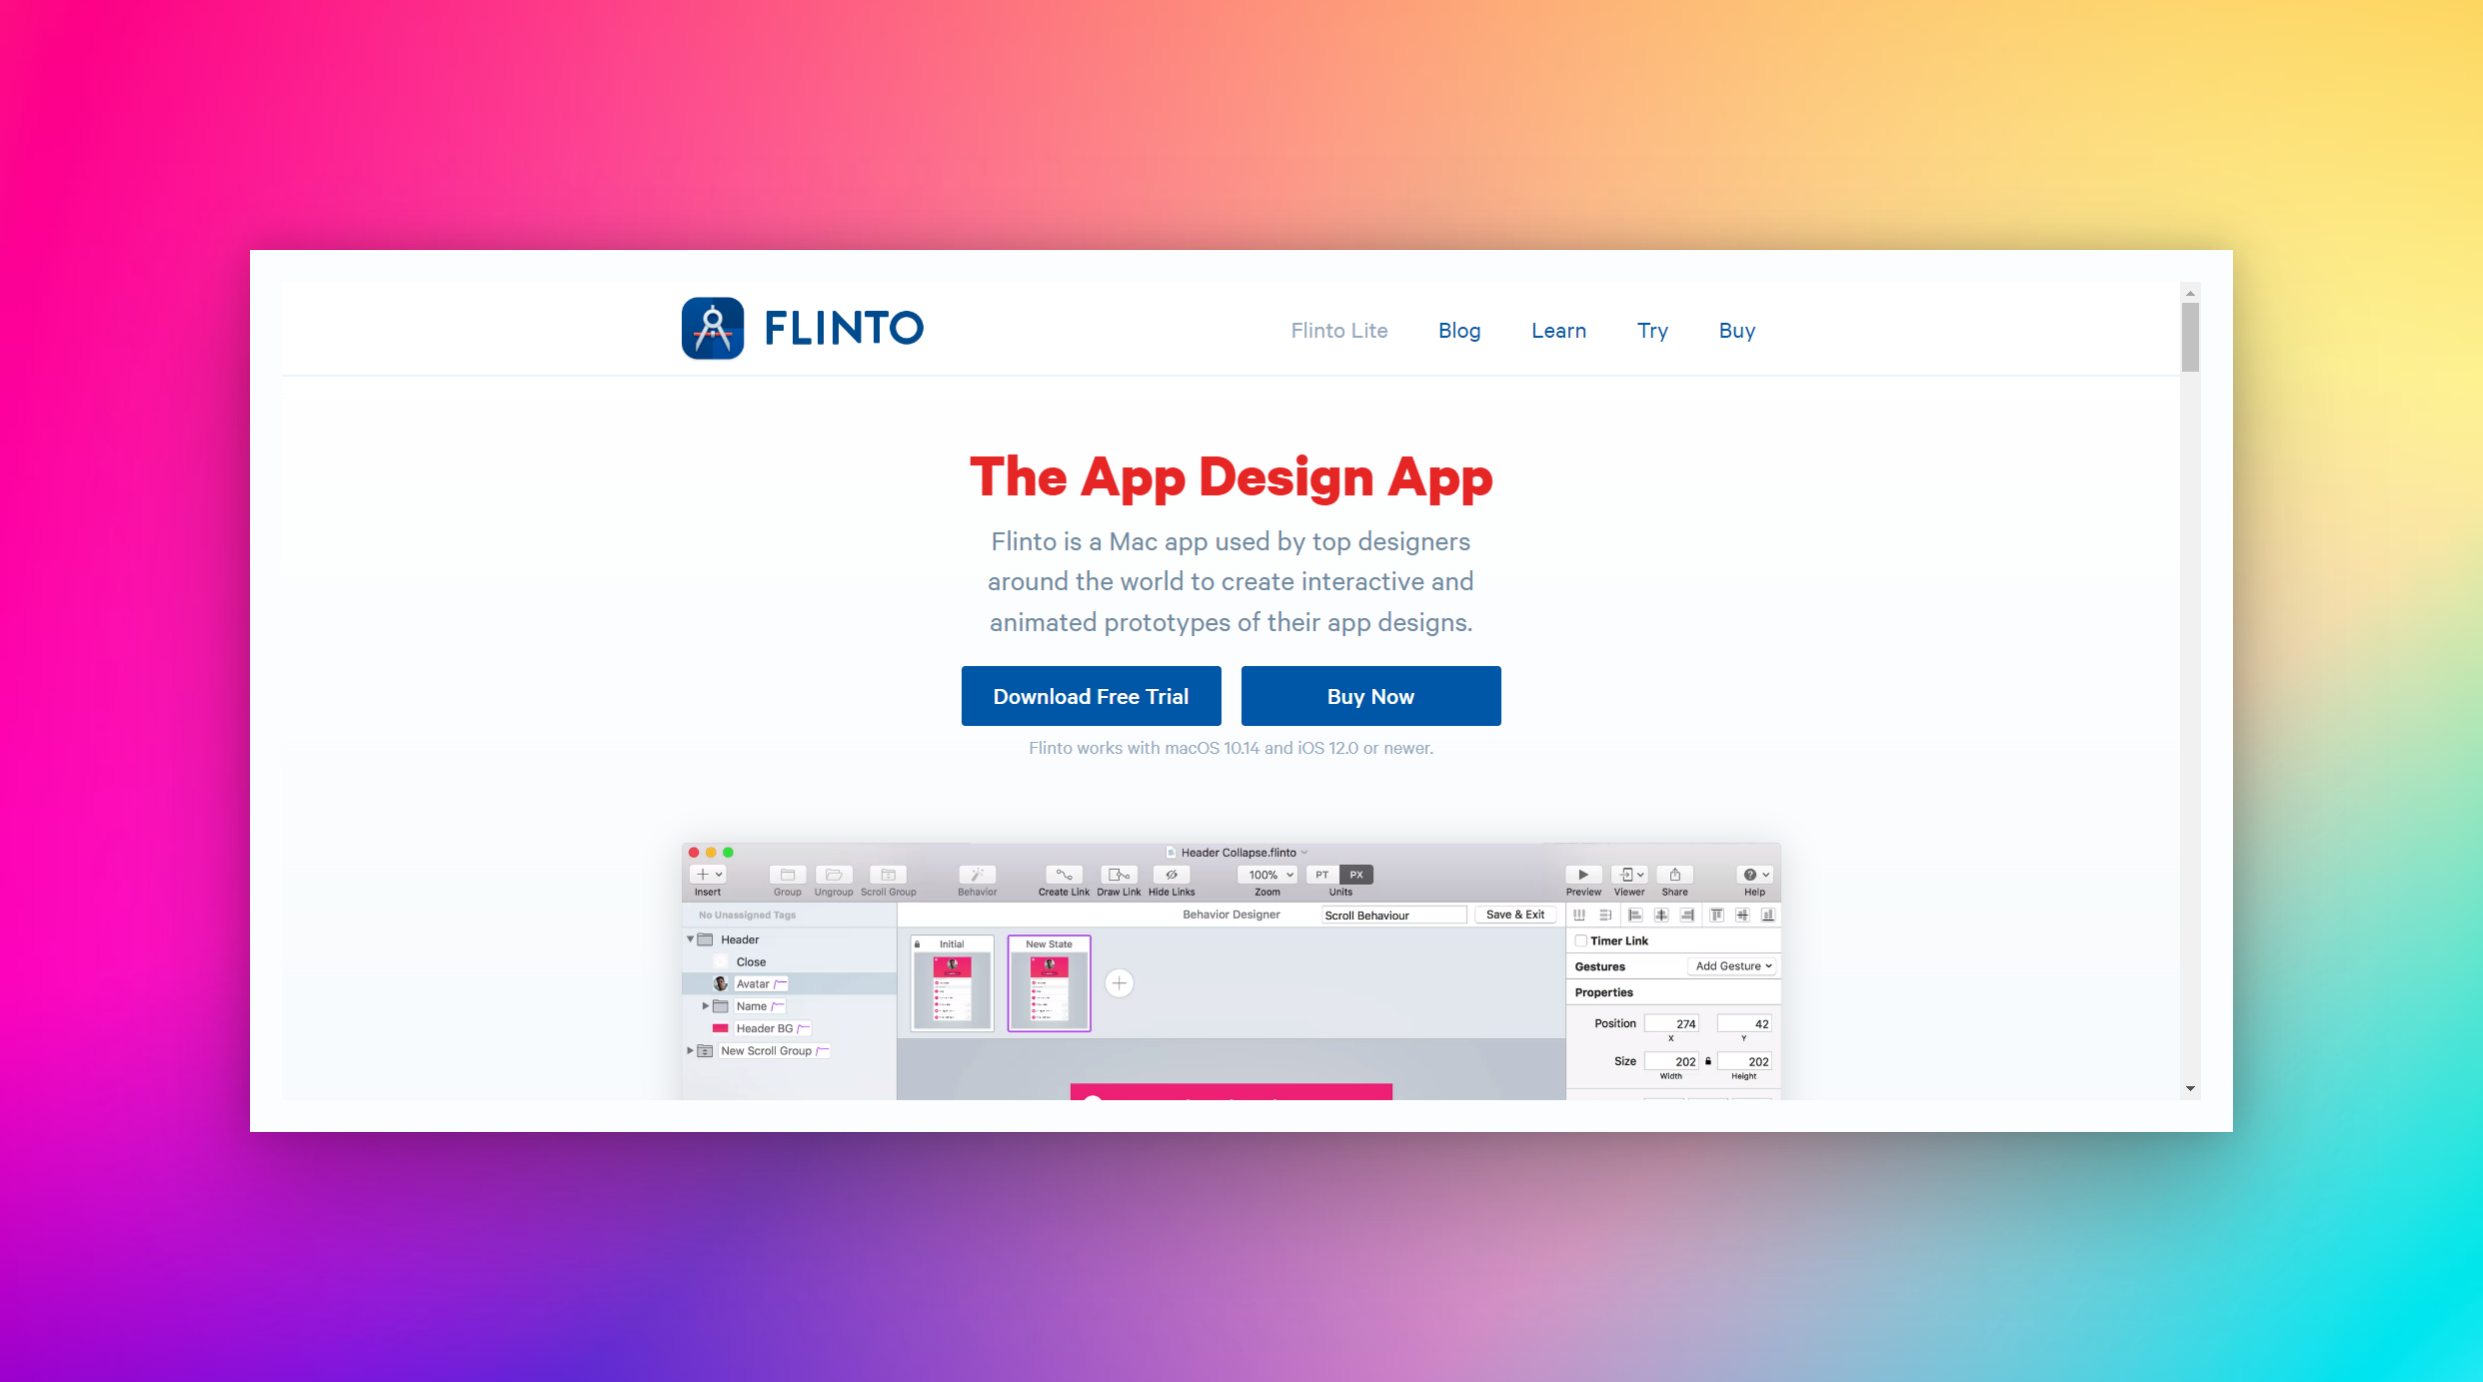 FLINTO
Flinto Lite
Blog
Learn
Try
Buy
The App Design App
Flinto is a Mac app used by top designers
around the world to create interactive and
animated prototypes of their app designs.
Download Free Trial
Buy Now
Flinto works with macOS 10.14 and iOS 12.0 or newer.
Header Collapse.flinto
Insert
Group
Ungroup
Scroll Group
Behavior
Create Link
Draw Link
Hide Links
100%
Zoom
PT
PX
Units
Preview
Viewer
Share
Help
No Unassigned Tags
Behavior Designer
Scroll Behaviour
Save & Exit
Header
Close
Avatar
Name
Header BG
New Scroll Group
Initial
New State
Timer Link
Gestures
Add Gesture
Properties
Position
274
42
X
Y
Size
202
202
Width
Height